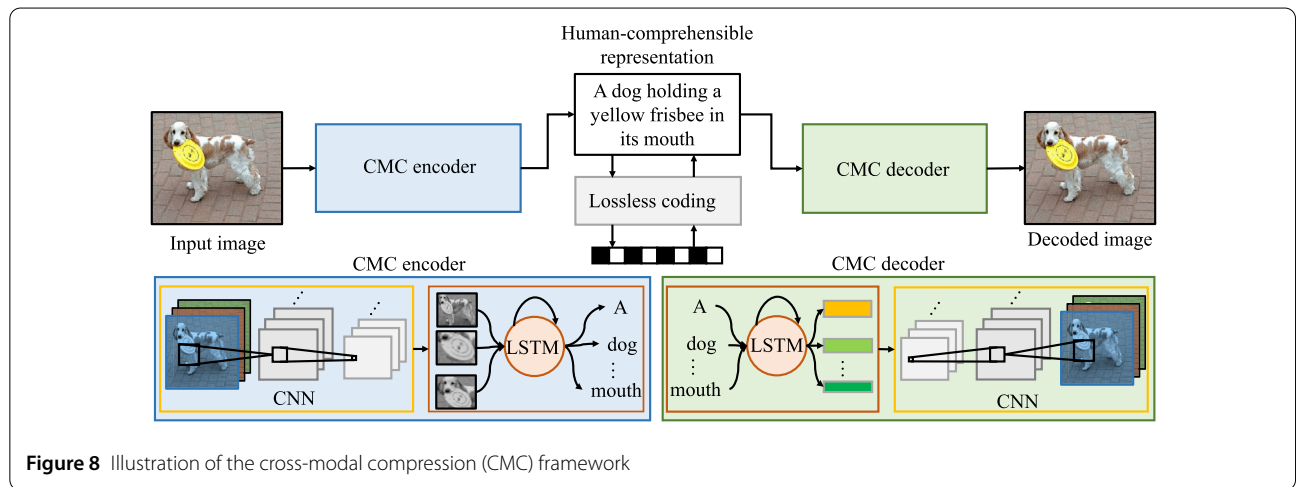 Human-comprehensible
representation
A dog holding a
yellow frisbee in
its mouth
CMC encoder
CMC decoder
Lossless coding
Input image
Decoded image
CMC encoder
CMC decoder
A
dog
mouth
LSTM
CNN
A
dog
mouth
LSTM
CNN
Figure 8 Illustration of the cross-modal compression (CMC) framework